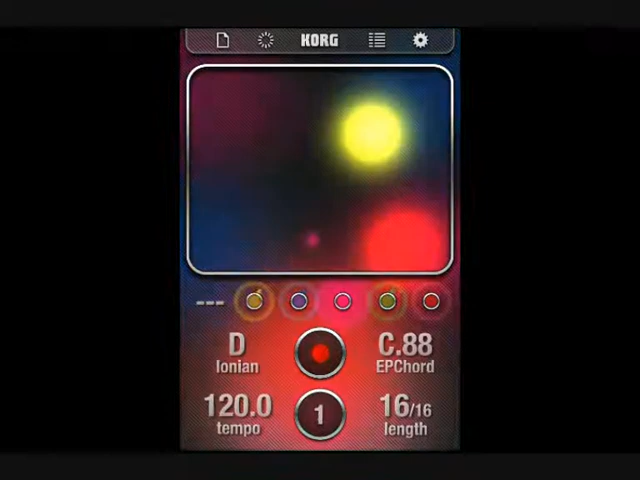 KORG
---
D
Ionian
C.88
EPChord
120.0
tempo
1
16/16
length